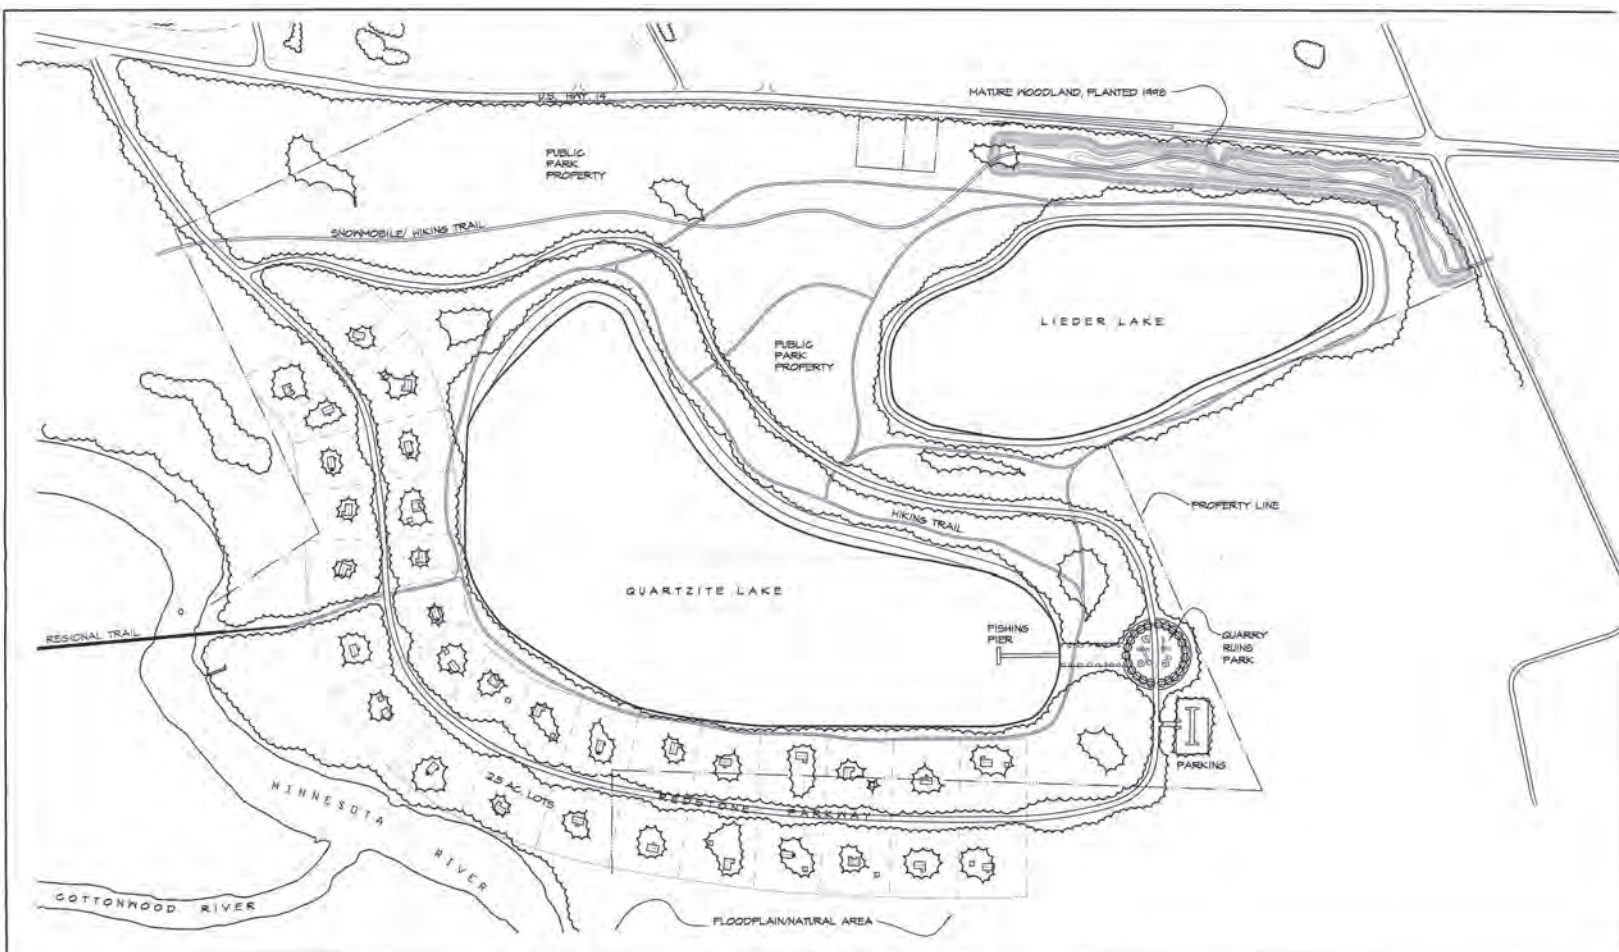 U.S. HWY. 14
MATURE WOODLAND, PLANTED 1998
PUBLIC
PARK
PROPERTY
SNOWMOBILE/ HIKING TRAIL
LIEDER LAKE
PUBLIC
PARK
PROPERTY
PROPERTY LINE
HIKING TRAIL
QUARTZITE LAKE
REGIONAL TRAIL
FISHING
PIER
QUARRY
RUINS
PARK
PARKING
2.5 AC. LOTS
REDSTONE PARKWAY
MINNESOTA
RIVER
COTTONWOOD RIVER
FLOODPLAIN/NATURAL AREA